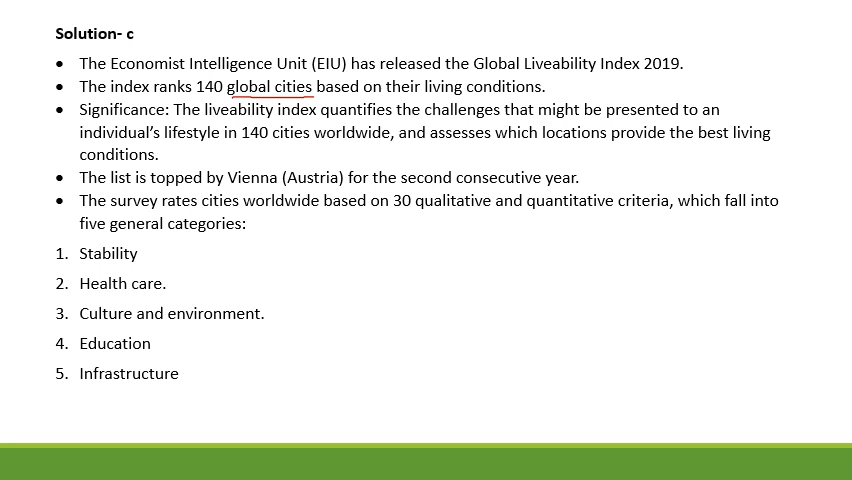 Solution- c
• The Economist Intelligence Unit (EIU) has released the Global Liveability Index 2019.
• The index ranks 140 global cities based on their living conditions.
• Significance: The liveability index quantifies the challenges that might be presented to an
individual’s lifestyle in 140 cities worldwide, and assesses which locations provide the best living
conditions.
• The list is topped by Vienna (Austria) for the second consecutive year.
• The survey rates cities worldwide based on 30 qualitative and quantitative criteria, which fall into
five general categories:
1. Stability
2. Health care.
3. Culture and environment.
4. Education
5. Infrastructure